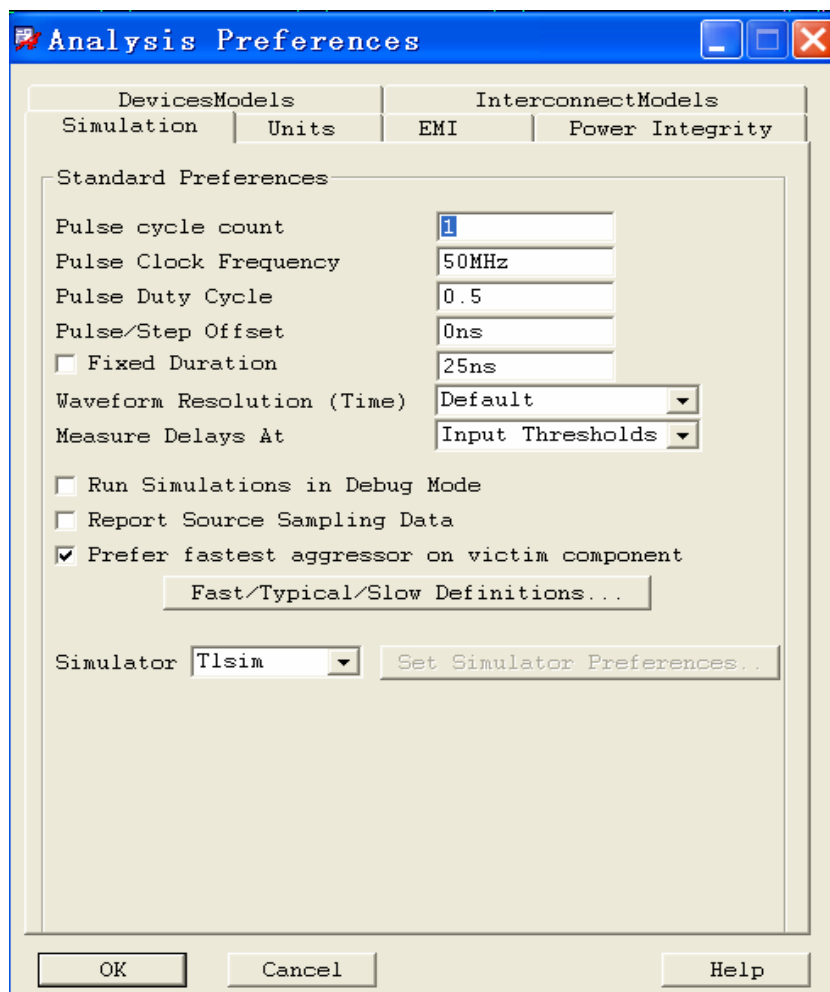 Analysis Preferences
DevicesModels InterconnectModels
Simulation Units EMI Power Integrity
Standard Preferences
Pulse cycle count 1
Pulse Clock Frequency 50MHz
Pulse Duty Cycle 0.5
Pulse/Step Offset 0ns
Fixed Duration 25ns
Waveform Resolution (Time) Default
Measure Delays At Input Thresholds
Run Simulations in Debug Mode
Report Source Sampling Data
Prefer fastest aggressor on victim component
Fast/Typical/Slow Definitions...
Simulator Tlsim Set Simulator Preferences..
OK Cancel Help